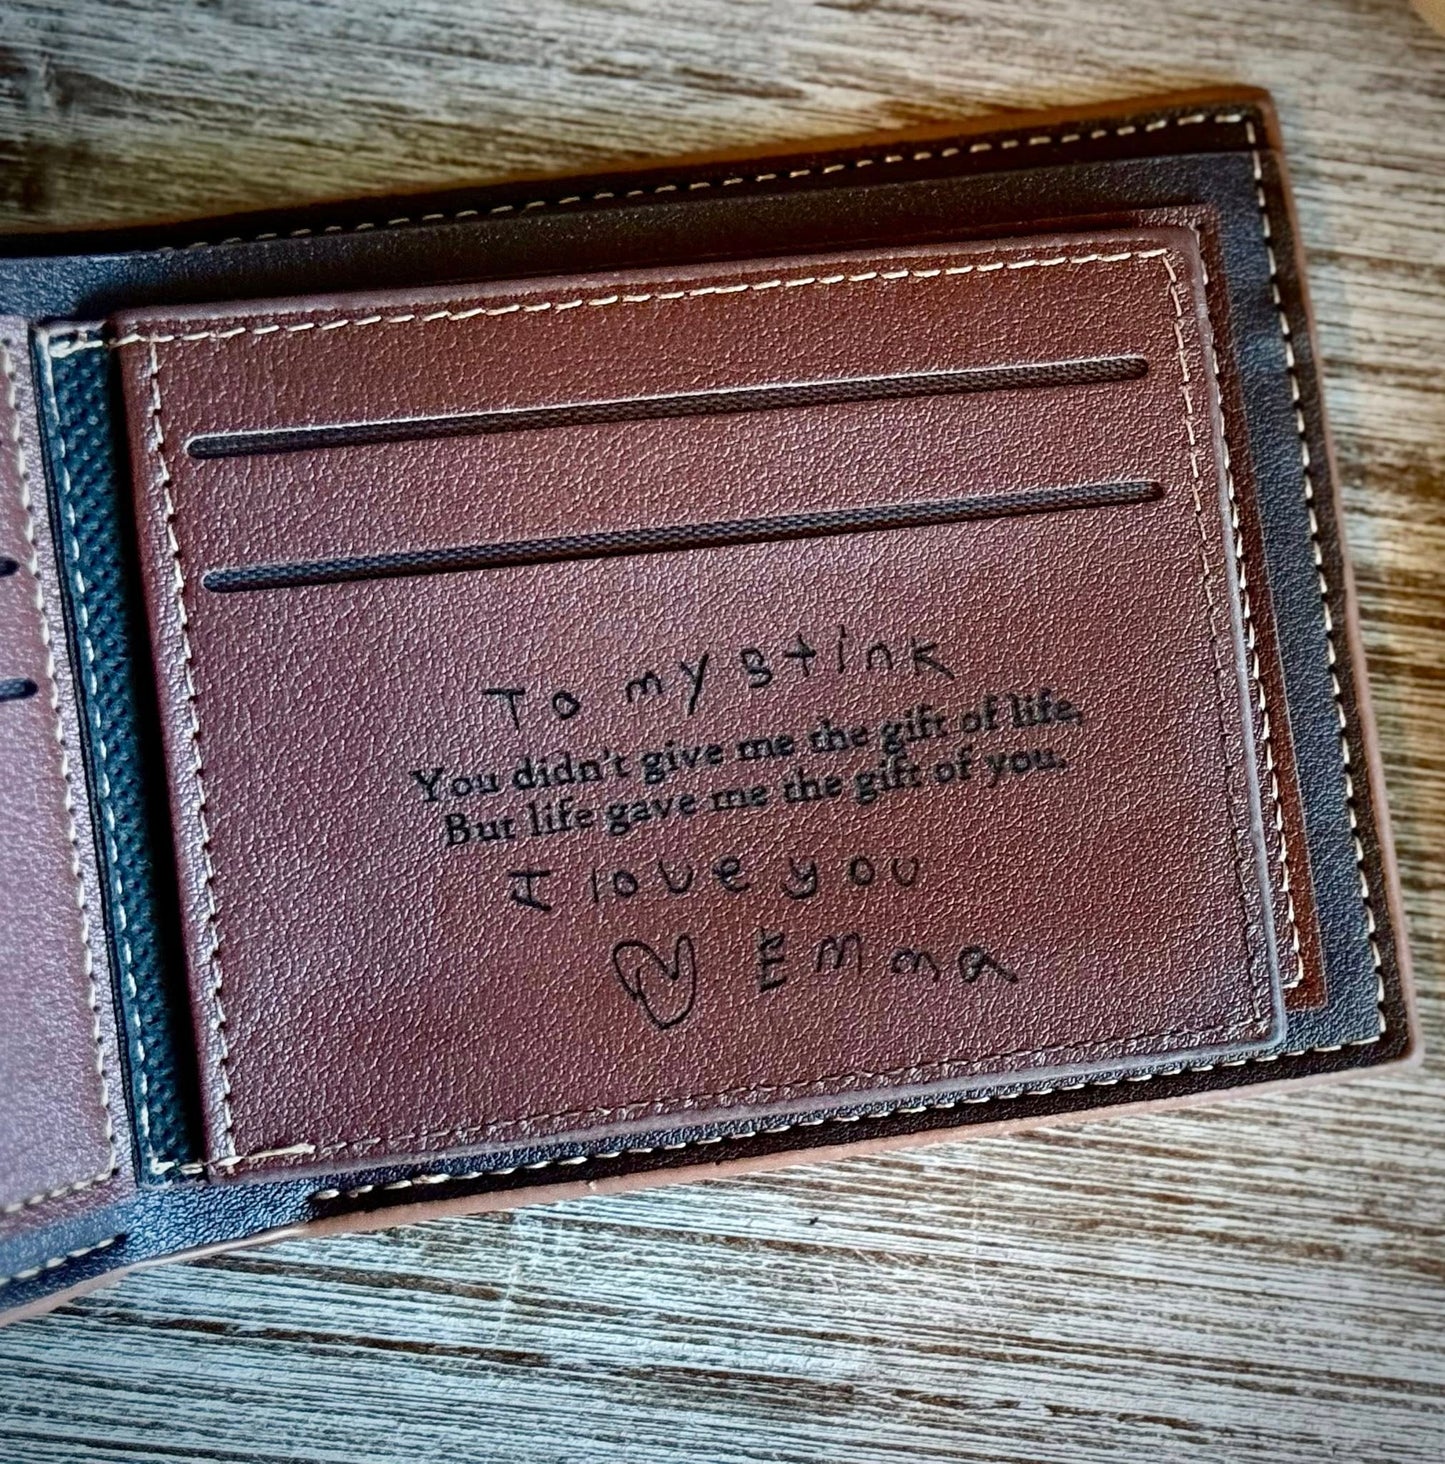 To my stink
You didn't give me the gift of life,
But life gave me the gift of you.
I love you
Emma